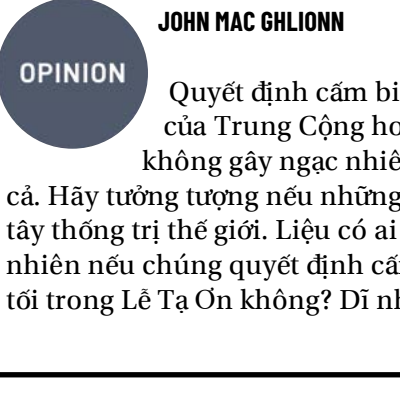 JOHN MAC GHLIONN
OPINION
Quyết định cấm bi
của Trung Cộng
không gây ngạc
cả. Hãy tưởng tượng nếu những
tây thống trị thế giới. Liệu có ai
nhiên nếu chúng quyết định
tối trong Lễ Tạ Ơn không? Dĩ